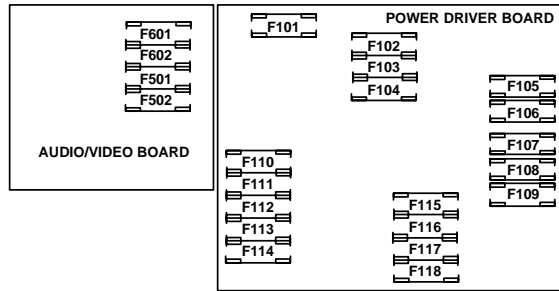 F601
F602
F501
F502
AUDIO/VIDEO BOARD
POWER DRIVER BOARD
F101
F102
F103
F104
F105
F106
F107
F108
F109
F110
F111
F112
F113
F114
F115
F116
F117
F118